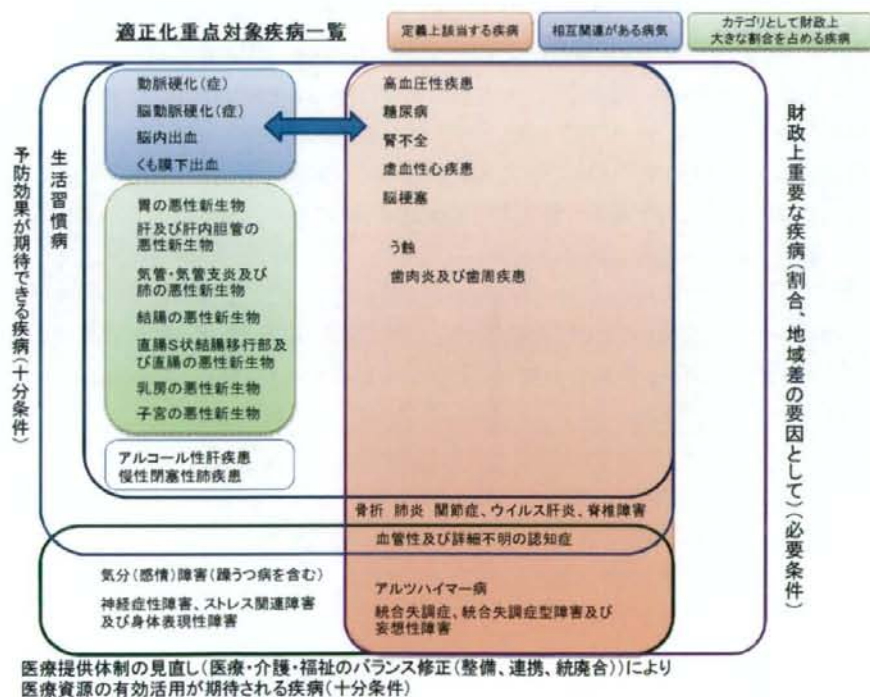 適正化重点対象疾病一覧
定義上該当する疾病
相互関連がある病気
カテゴリとして財政上
大きな割合を占める疾病
予防効果が期待できる疾病(十分条件)
生活習慣病
動脈硬化(症)
脳動脈硬化(症)
脳内出血
くも膜下出血
胃の悪性新生物
肝及び肝内胆管の
悪性新生物
気管・気管支炎及び
肺の悪性新生物
結腸の悪性新生物
直腸S状結腸移行部及
び直腸の悪性新生物
乳房の悪性新生物
子宮の悪性新生物
アルコール性肝疾患
慢性閉塞性肺疾患
高血圧性疾患
糖尿病
腎不全
虚血性心疾患
脳梗塞
う蝕
歯肉炎及び歯周疾患
財政上重要な疾病(割合、地域差の要因として)(必要条件)
骨折 肺炎 関節症、ウイルス肝炎、脊椎障害
血管性及び詳細不明の認知症
気分(感情)障害(躁うつ病を含む)
神経症性障害、ストレス関連障害
及び身体表現性障害
アルツハイマー病
統合失調症、統合失調症型障害及び
妄想性障害
医療提供体制の見直し(医療・介護・福祉のバランス修正(整備、連携、統廃合))により
医療資源の有効活用が期待される疾病(十分条件)